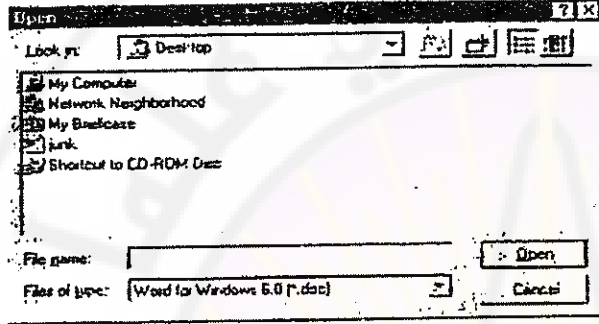 Open
Look in: Desktop
My Computer
Network Neighborhood
My Briefcase
junk
Shortcut to CD-ROM Disc
File name: Open
Files of type: Word for Windows 6.0 (*.doc) Cancel